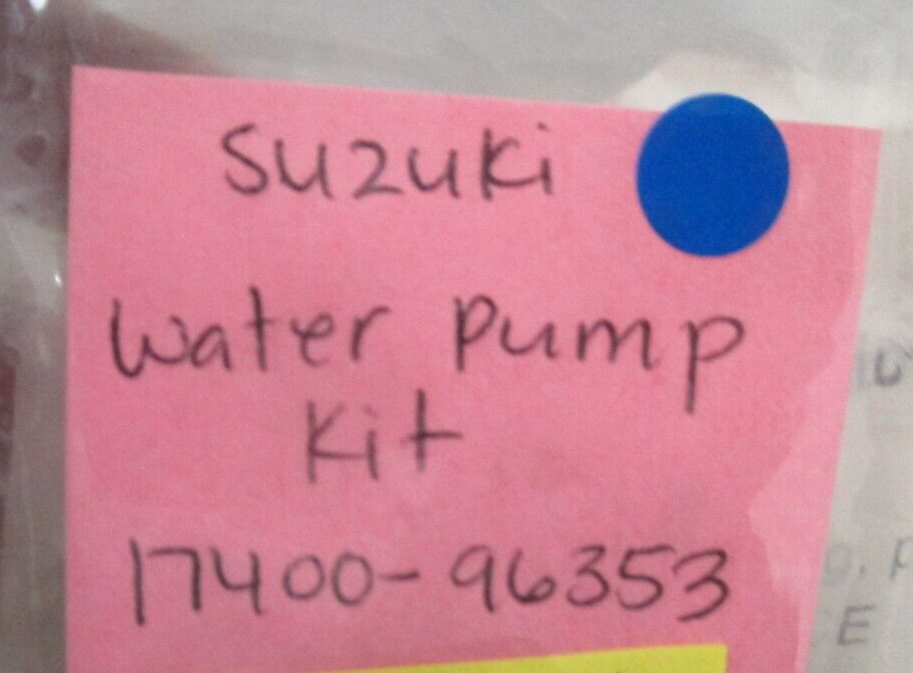 Suzuki
Water Pump
Kit
17400-96353
E